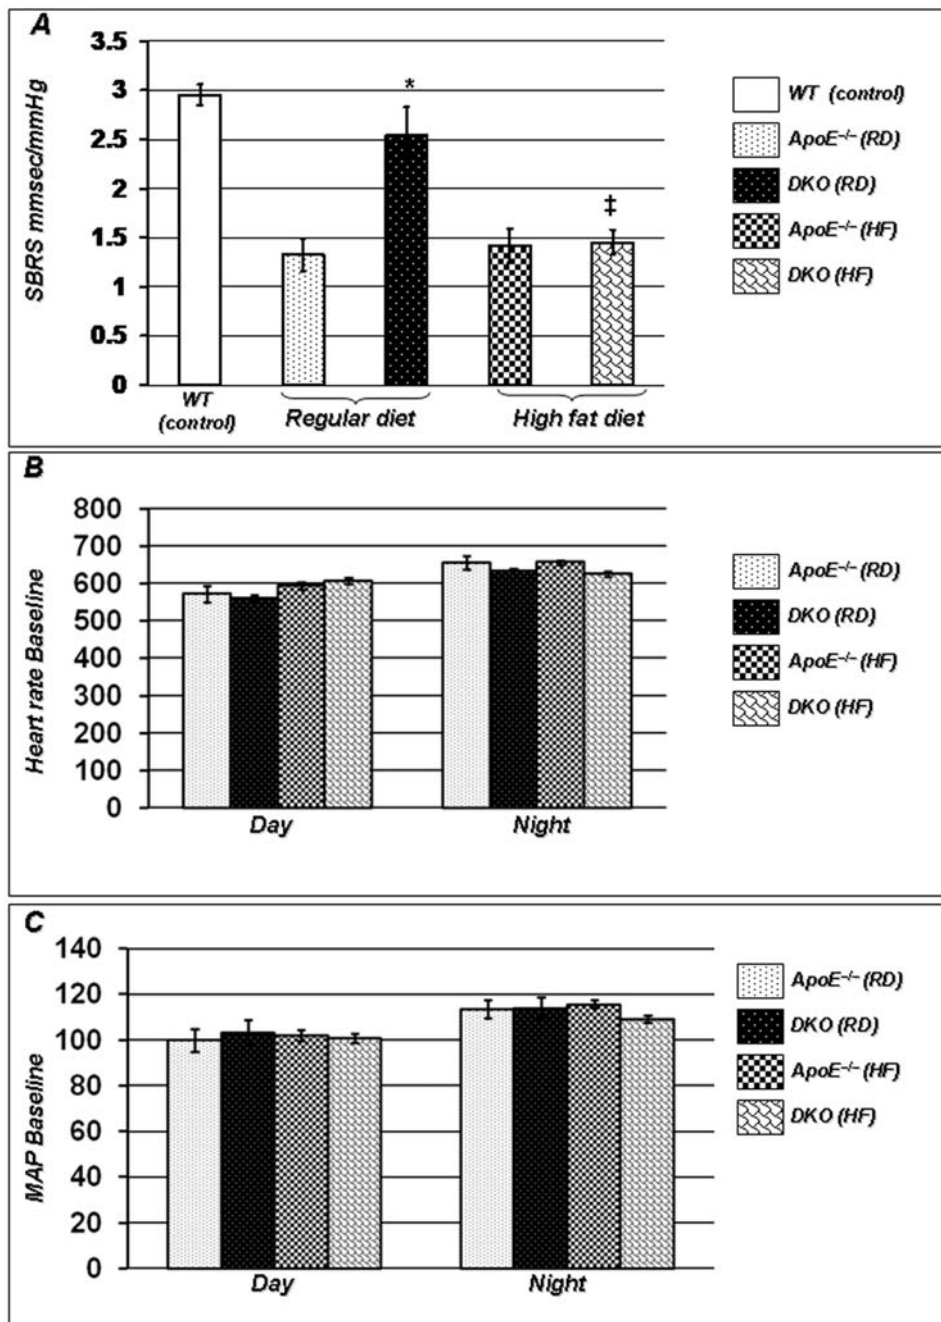 A
SBRS mmsec/mmHg
3.5
3
2.5
2
1.5
1
0.5
0
*
‡
WT
(control)
Regular diet
High fat diet
WT (control)
ApoE–/– (RD)
DKO (RD)
ApoE–/– (HF)
DKO (HF)
B
Heart rate Baseline
800
700
600
500
400
300
200
100
0
Day
Night
ApoE–/– (RD)
DKO (RD)
ApoE–/– (HF)
DKO (HF)
C
MAP Baseline
140
120
100
80
60
40
20
0
Day
Night
ApoE–/– (RD)
DKO (RD)
ApoE–/– (HF)
DKO (HF)